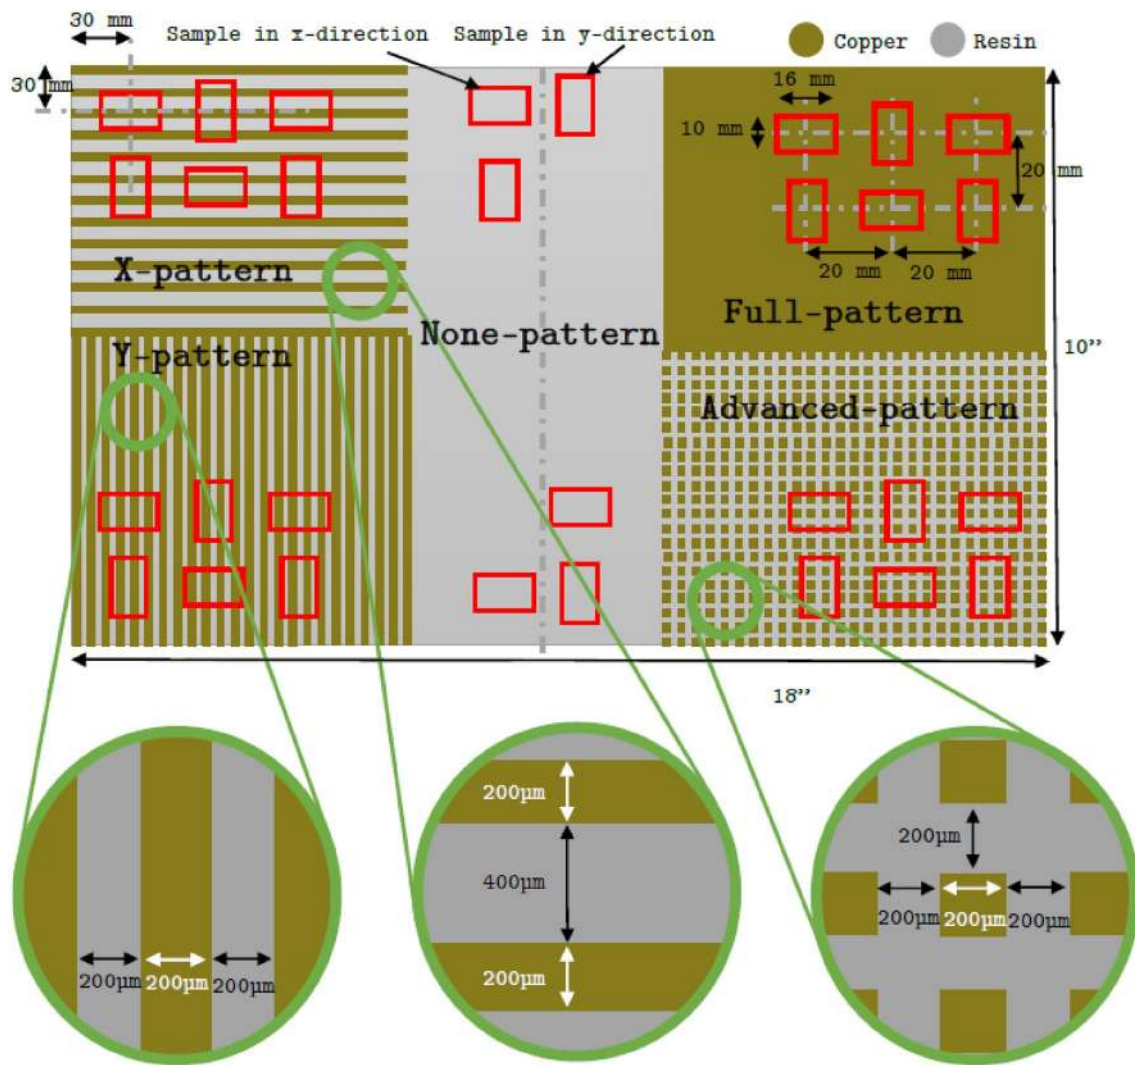 30 mm
Sample in x-direction
Sample in y-direction
Copper
Resin
30 mm
16 mm
10 mm
20 mm
20 mm
20 mm
X-pattern
None-pattern
Full-pattern
10’’
Y-pattern
Advanced-pattern
18’’
200µm
200µm
400µm
200µm
200µm
200µm
200µm
200µm
200µm
200µm
200µm